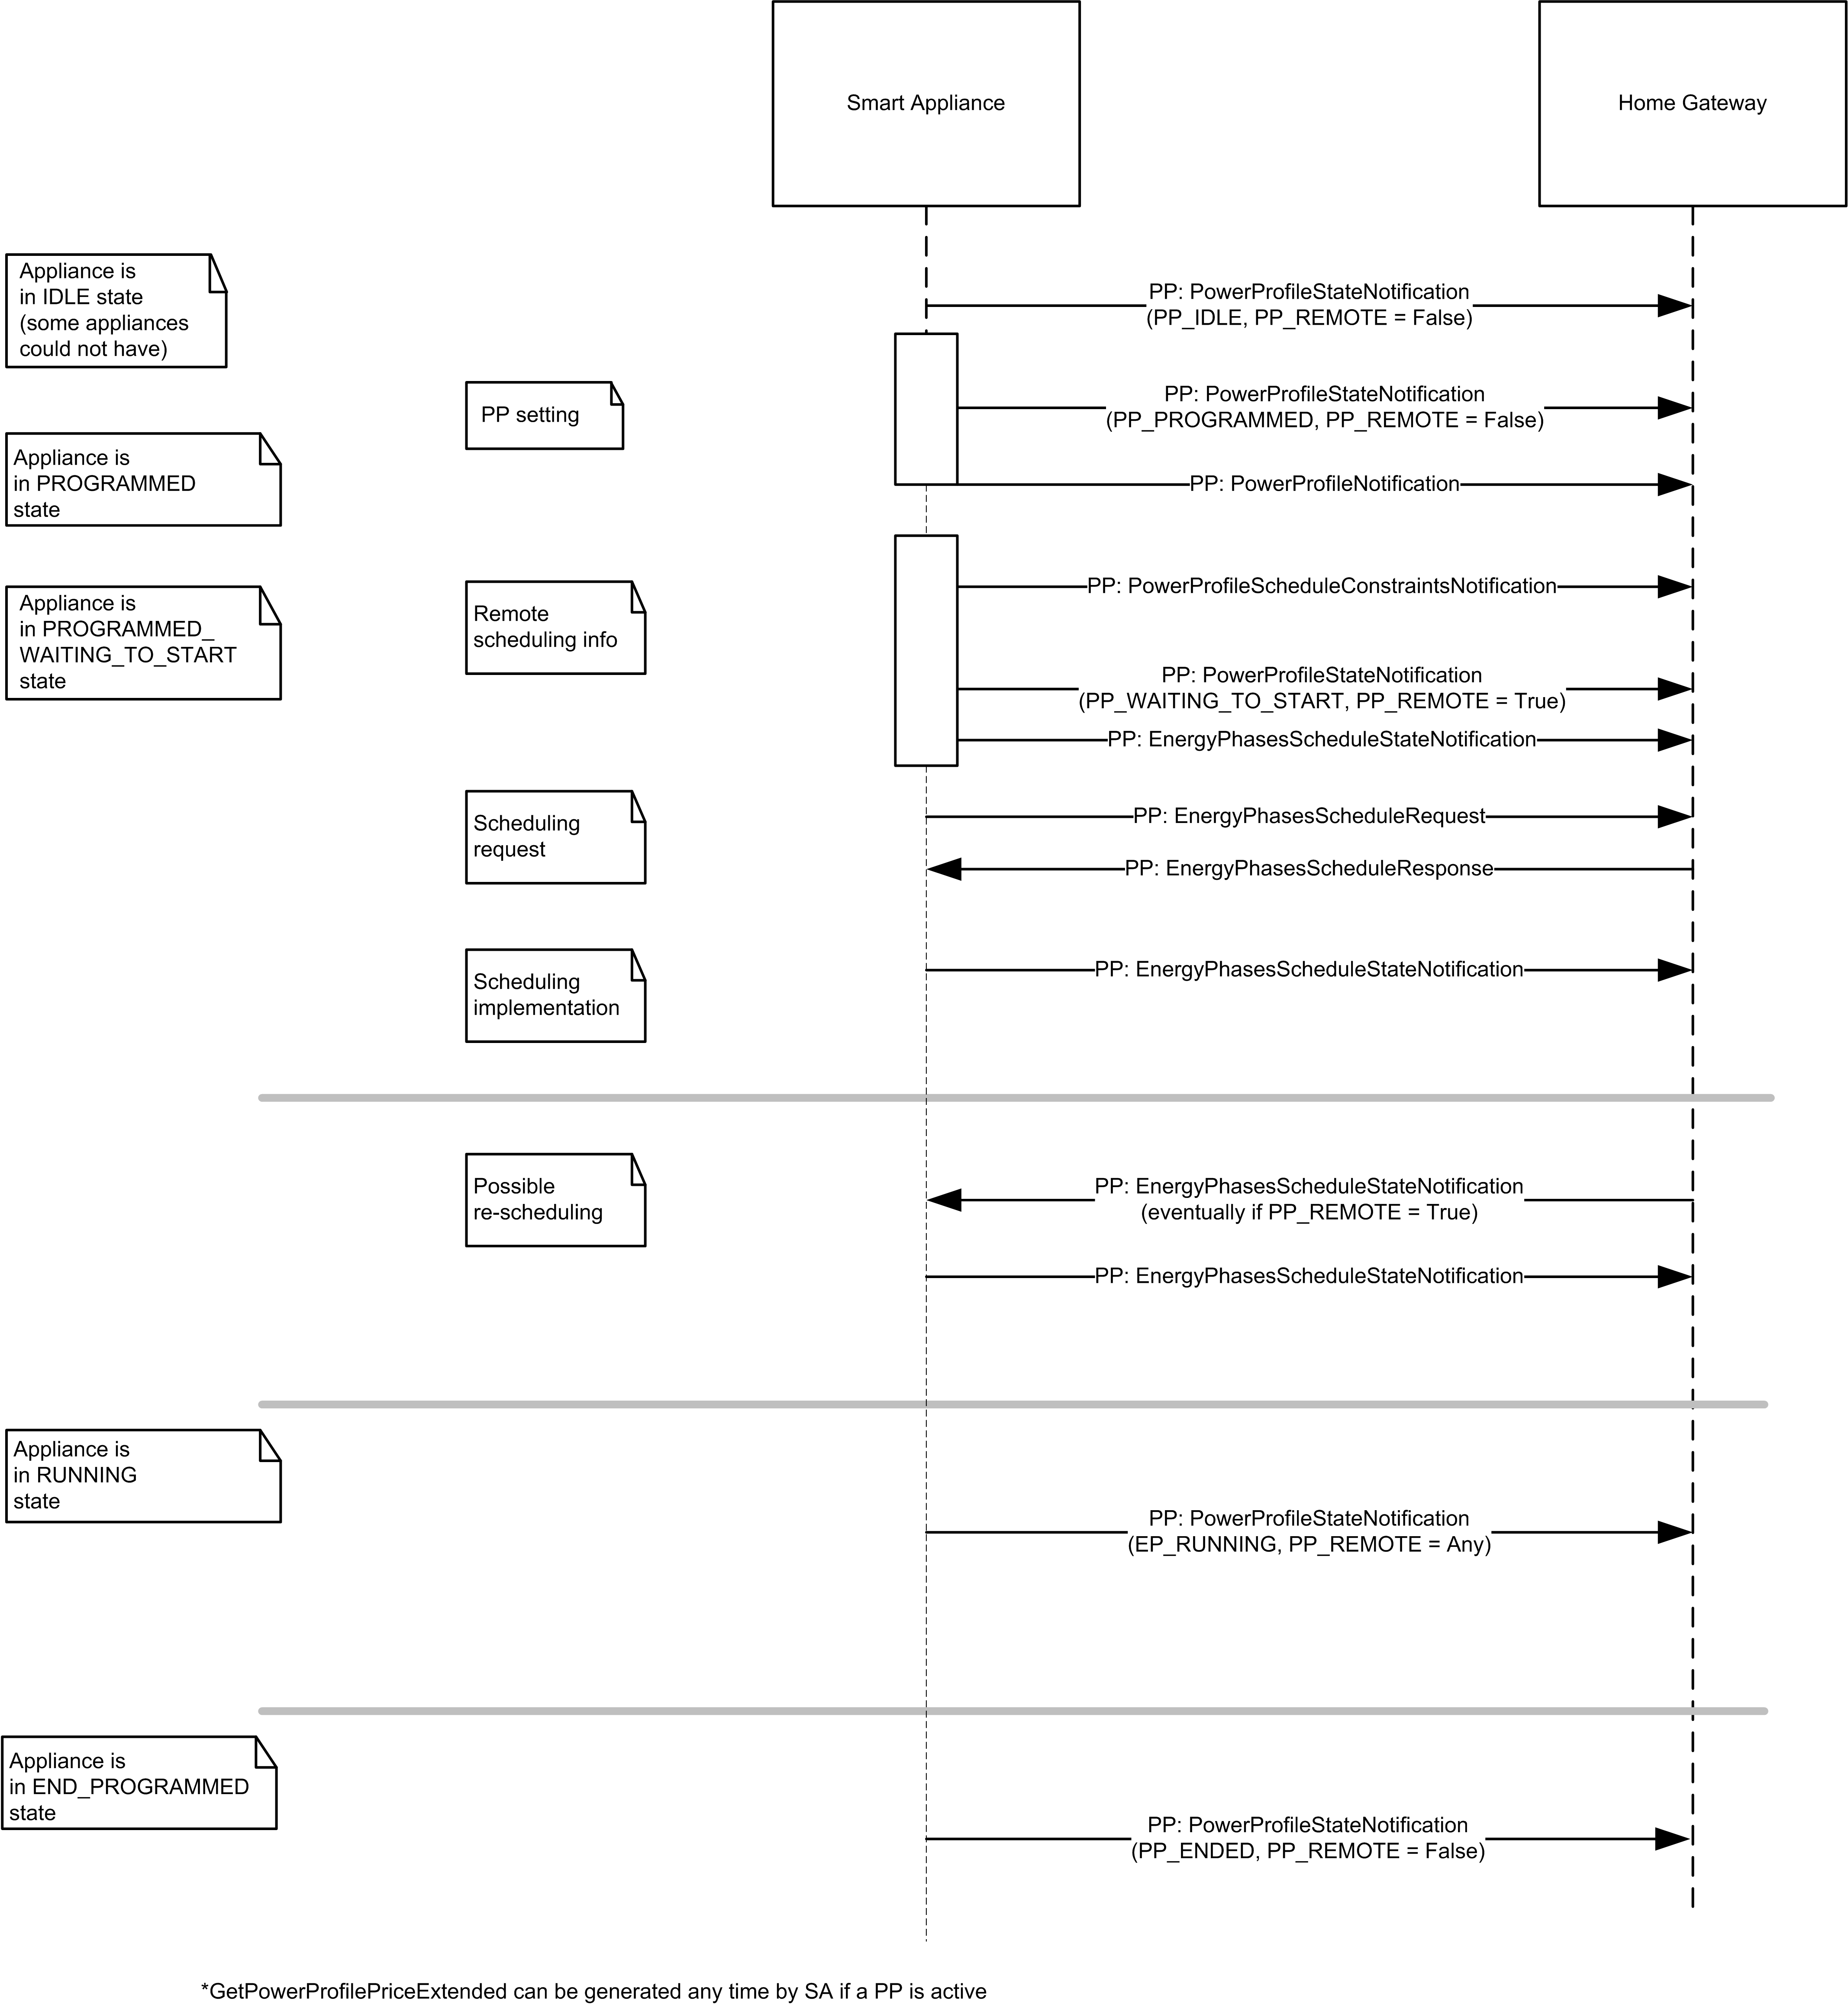 Smart Appliance
Home Gateway
Appliance is
in IDLE state
(some appliances
could not have)
PP: PowerProfileStateNotification
(PP_IDLE, PP_REMOTE = False)
PP setting
PP: PowerProfileStateNotification
(PP_PROGRAMMED, PP_REMOTE = False)
Appliance is
in PROGRAMMED
state
PP: PowerProfileNotification
Appliance is
in PROGRAMMED_
WAITING_TO_START
state
Remote
scheduling info
PP: PowerProfileScheduleConstraintsNotification
PP: PowerProfileStateNotification
(PP_WAITING_TO_START, PP_REMOTE = True)
PP: EnergyPhasesScheduleStateNotification
Scheduling
request
PP: EnergyPhasesScheduleRequest
PP: EnergyPhasesScheduleResponse
Scheduling
implementation
PP: EnergyPhasesScheduleStateNotification
Possible
re-scheduling
PP: EnergyPhasesScheduleStateNotification
(eventually if PP_REMOTE = True)
PP: EnergyPhasesScheduleStateNotification
Appliance is
in RUNNING
state
PP: PowerProfileStateNotification
(EP_RUNNING, PP_REMOTE = Any)
Appliance is
in END_PROGRAMMED
state
PP: PowerProfileStateNotification
(PP_ENDED, PP_REMOTE = False)
*GetPowerProfilePriceExtended can be generated any time by SA if a PP is active